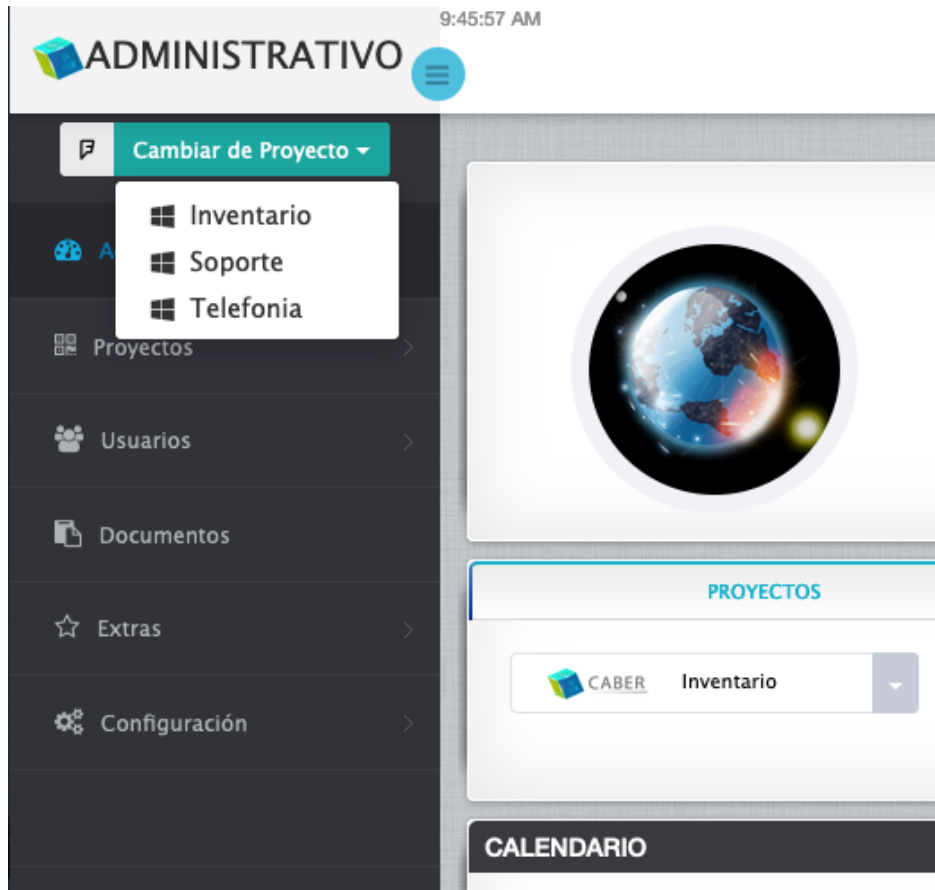 9:45:57 AM
ADMINISTRATIVO
Cambiar de Proyecto
Inventario
Soporte
Telefonia
Proyectos
Usuarios
Documentos
Extras
Configuración
PROYECTOS
CABER Inventario
CALENDARIO